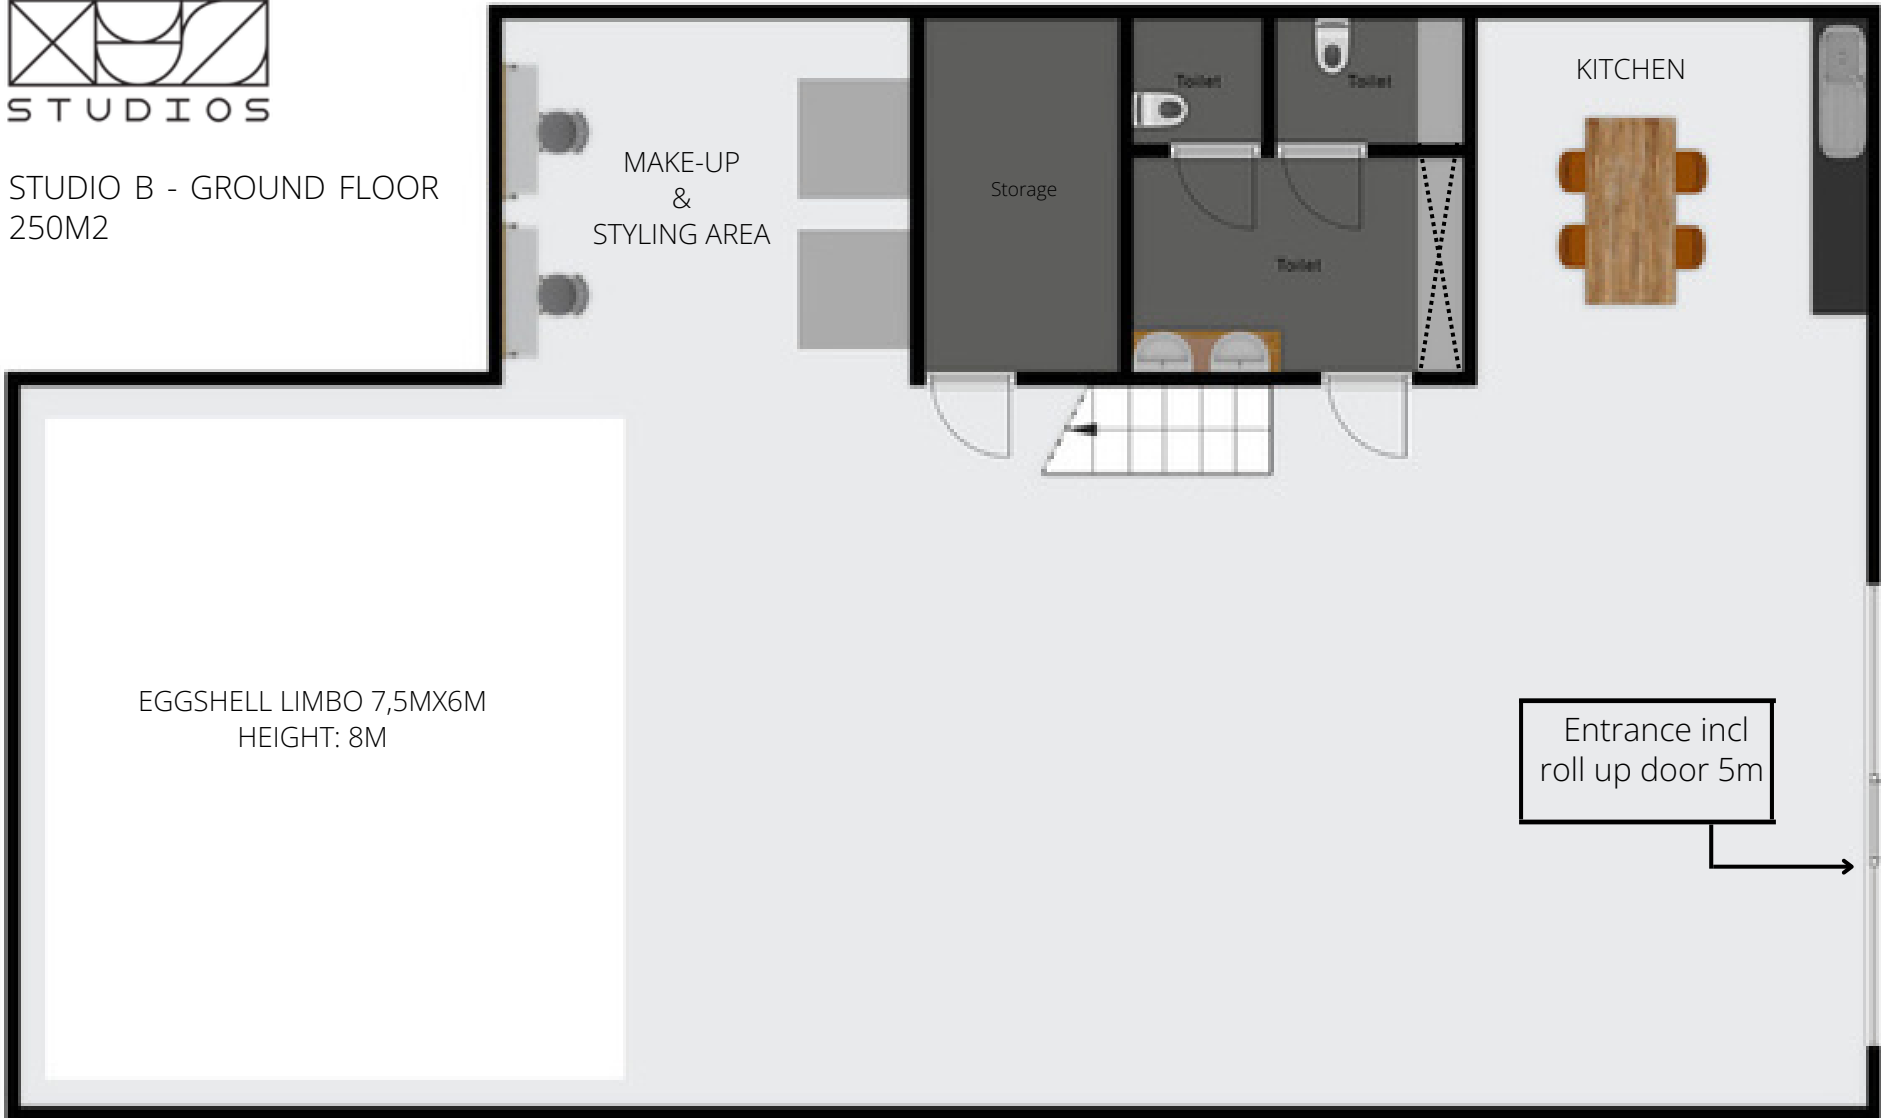 STUDIOS
STUDIO B - GROUND FLOOR
250M2
MAKE-UP
&
STYLING AREA
Storage
Toilet
Toilet
Toilet
KITCHEN
EGGSHELL LIMBO 7,5MX6M
HEIGHT: 8M
Entrance incl
roll up door 5m